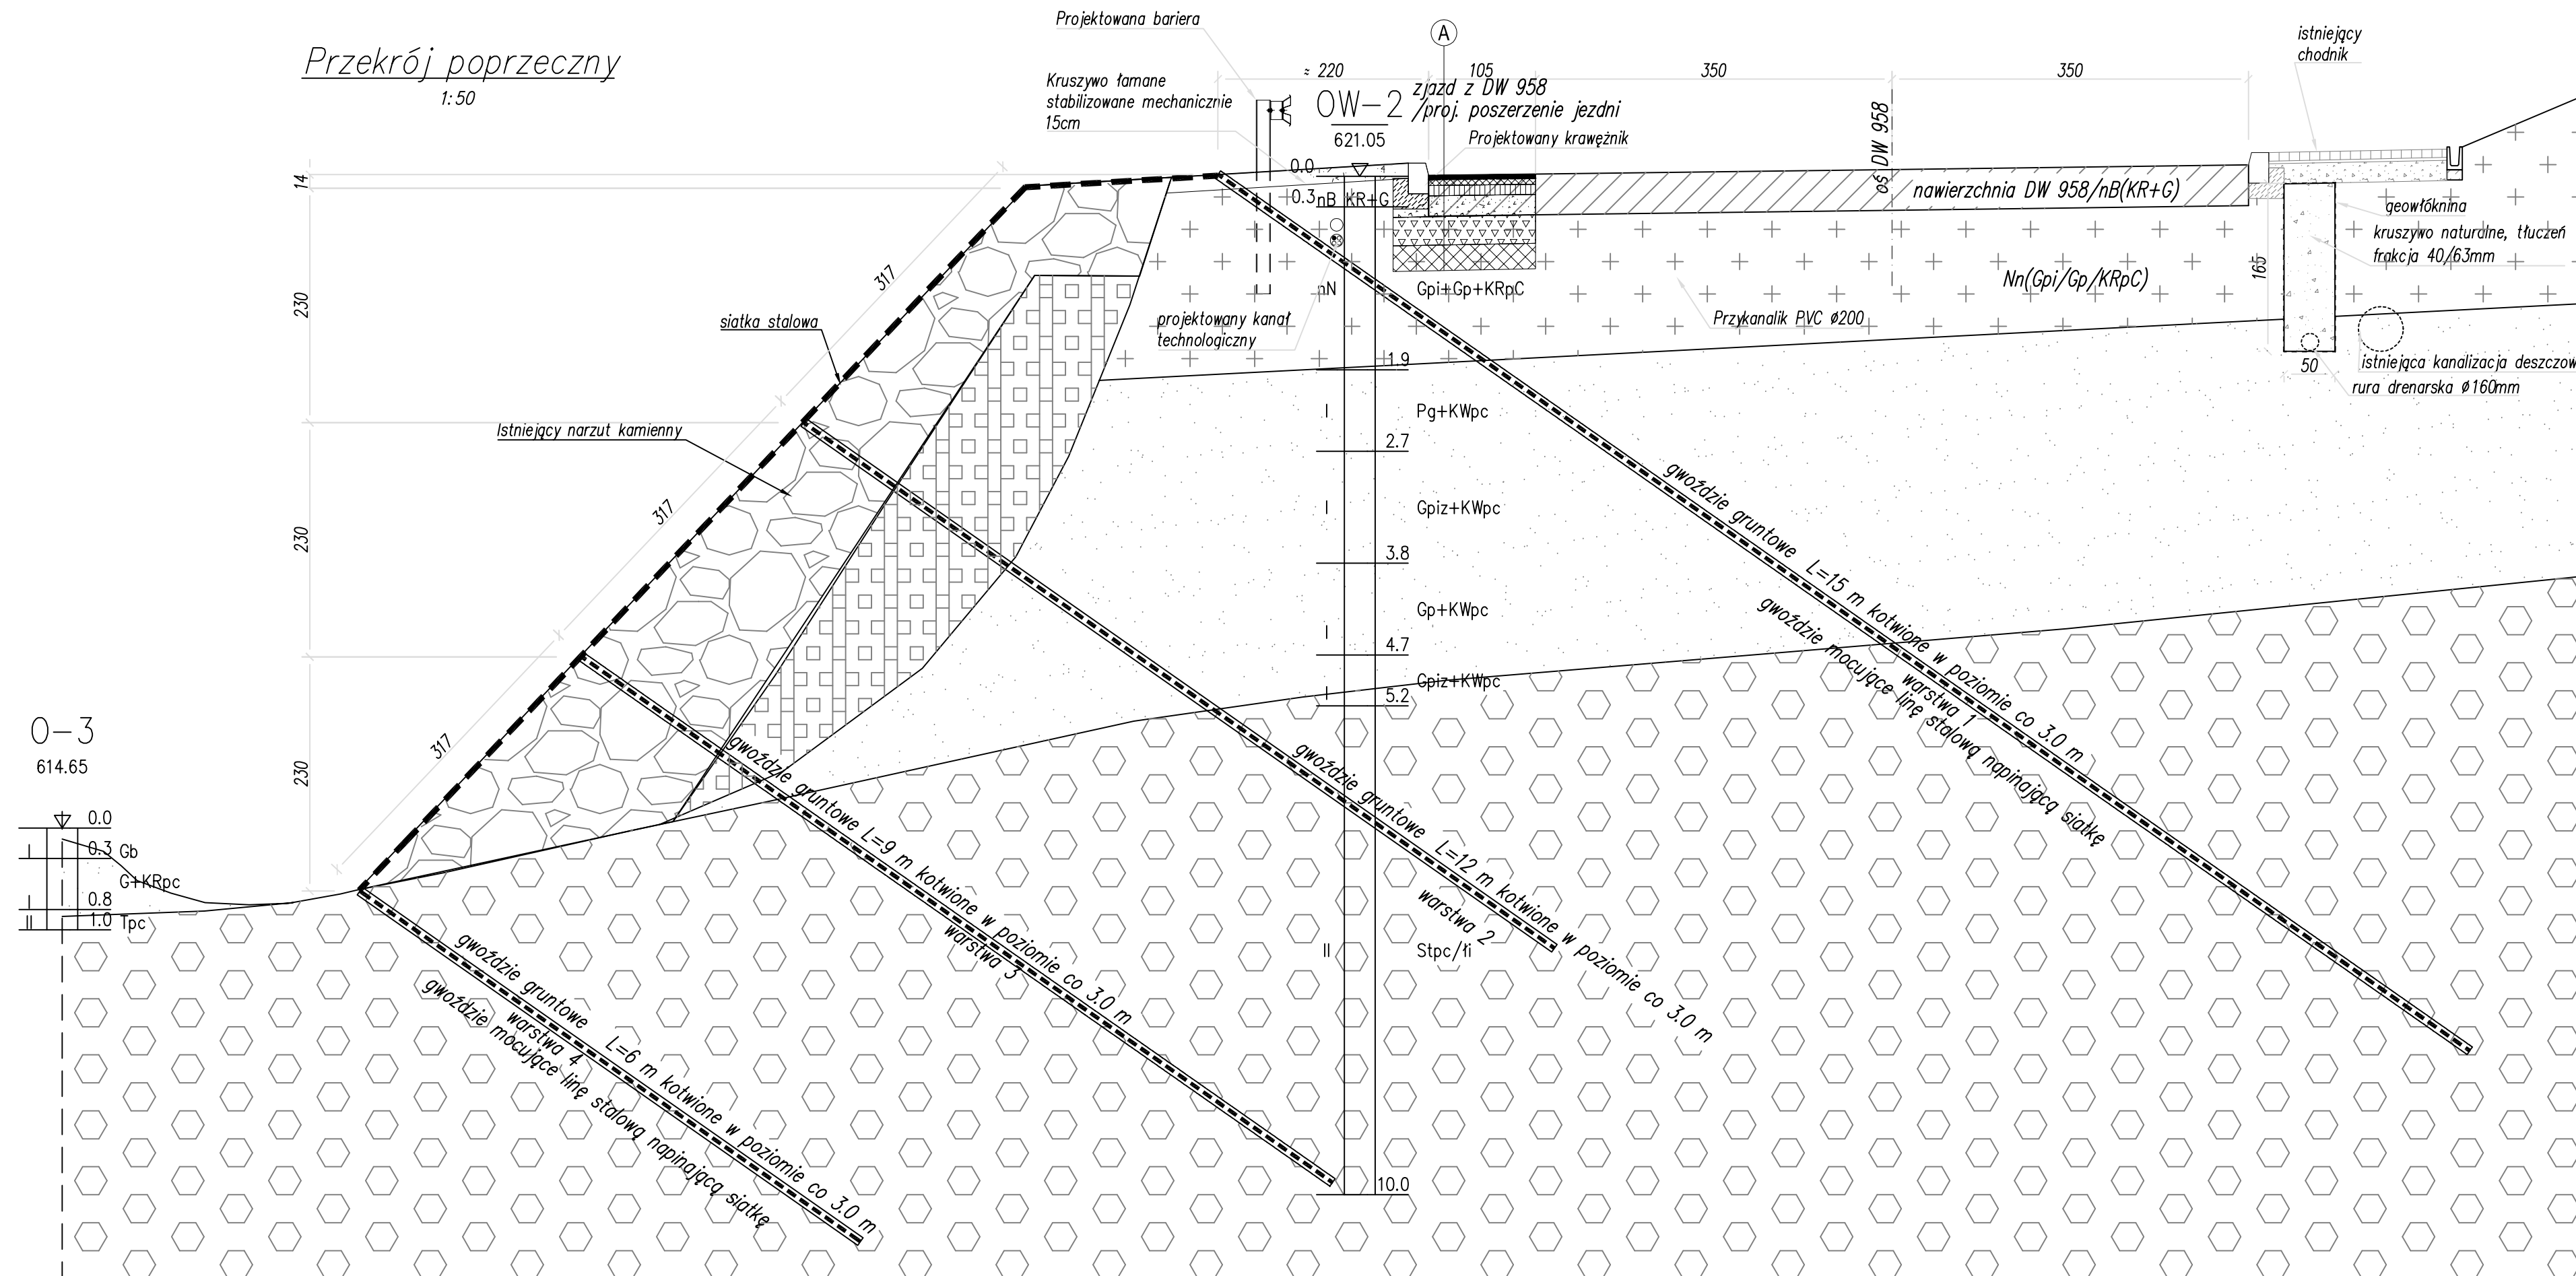 Przekrój poprzeczny
1:50
Projektowana bariera
Kruszywo łamane
stabilizowane mechanicznie
15cm
A
≈ 220
105
350
350
OW-2
621.05
zjazd z DW 958
/proj. poszerzenie jezdni
Projektowany krawężnik
oś DW 958
nawierzchnia DW 958/nB(KR+G)
istniejący
chodnik
geowłóknina
kruszywo naturalne, tłuczeń
frakcja 40/63mm
165
50
istniejąca kanalizacja deszczow
rura drenarska ø160mm
Nn(Gpi/Gp/KRpC)
Przykanalik PVC ø200
projektowany kanał
technologiczny
0.0
0.3
nB KR+G
nN
Gpi+Gp+KRpC
1.9
I
Pg+KWpc
2.7
I
Gpiz+KWpc
3.8
I
Gp+KWpc
4.7
I
Gpiz+KWpc
5.2
II
Stpc/łi
10.0
14
230
230
230
317
317
317
siatka stalowa
Istniejący narzut kamienny
O-3
614.65
0.0
I
0.3
Gb
G+KRpc
I
0.8
II
1.0
Tpc
gwoździe gruntowe L=15 m kotwione w poziomie co 3.0 m
warstwa 1
gwoździe mocujące linę stalową napinającą siatkę
gwoździe gruntowe L=12 m kotwione w poziomie co 3.0 m
warstwa 2
gwoździe gruntowe L=9 m kotwione w poziomie co 3.0 m
warstwa 3
gwoździe gruntowe L=6 m kotwione w poziomie co 3.0 m
warstwa 4
gwoździe mocujące linę stalową napinającą siatkę